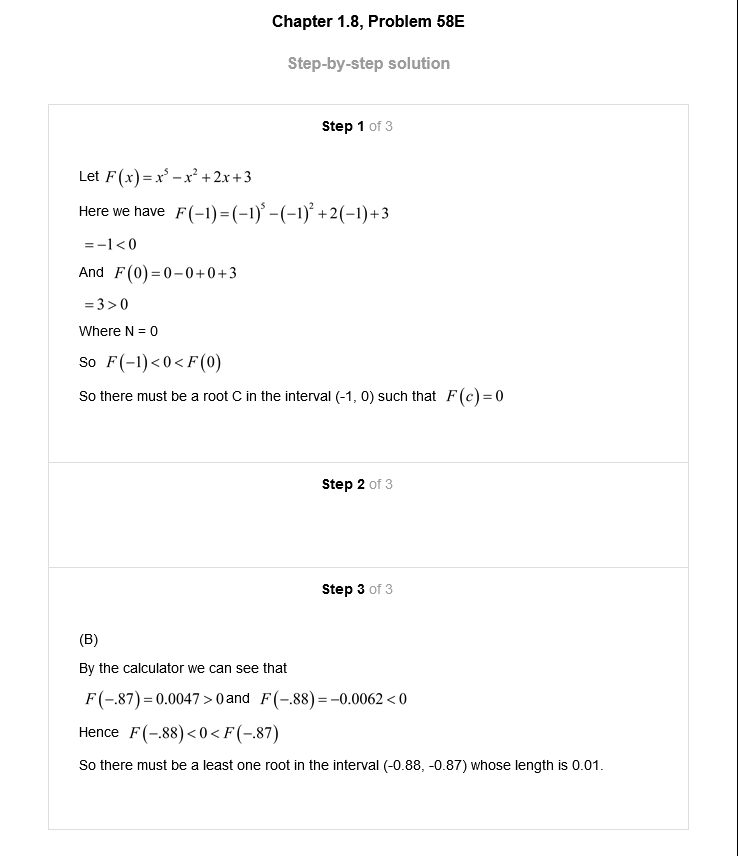 Chapter 1.8, Problem 58E
Step-by-step solution
Step 1 of 3
Let F(x) = x⁵ − x² + 2x + 3
Here we have F(−1) = (−1)⁵ − (−1)² + 2(−1) + 3
= −1 < 0
And F(0) = 0 − 0 + 0 + 3
= 3 > 0
Where N = 0
So F(−1) < 0 < F(0)
So there must be a root C in the interval (-1, 0) such that F(c) = 0
Step 2 of 3
Step 3 of 3
(B)
By the calculator we can see that
F(−.87) = 0.0047 > 0 and F(−.88) = −0.0062 < 0
Hence F(−.88) < 0 < F(−.87)
So there must be a least one root in the interval (-0.88, -0.87) whose length is 0.01.